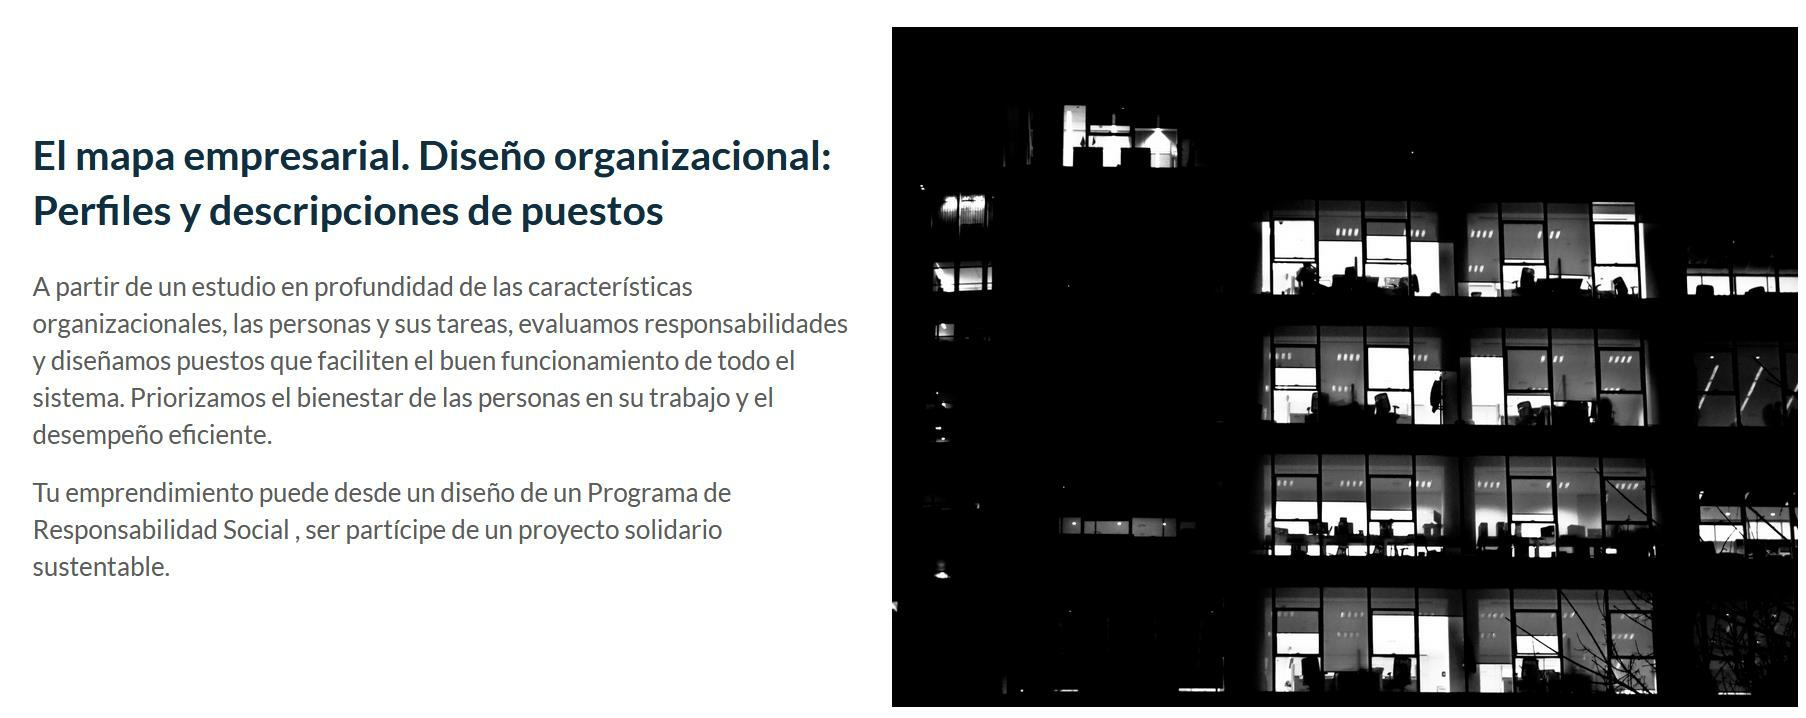 El mapa empresarial. Diseño organizacional:
Perfiles y descripciones de puestos
A partir de un estudio en profundidad de las características
organizacionales, las personas y sus tareas, evaluamos responsabilidades
y diseñamos puestos que faciliten el buen funcionamiento de todo el
sistema. Priorizamos el bienestar de las personas en su trabajo y el
desempeño eficiente.
Tu emprendimiento puede desde un diseño de un Programa de
Responsabilidad Social , ser partícipe de un proyecto solidario
sustentable.